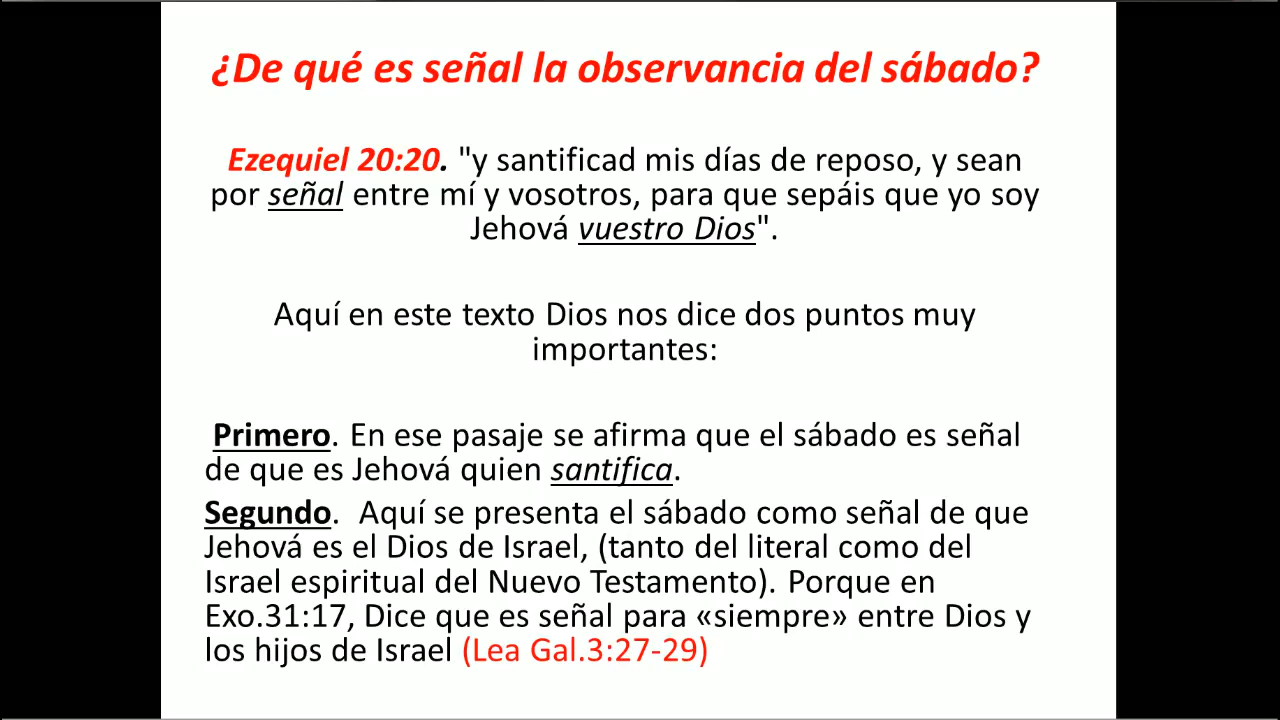 ¿De qué es señal la observancia del sábado?
Ezequiel 20:20. "y santificad mis días de reposo, y sean
por señal entre mí y vosotros, para que sepáis que yo soy
Jehová vuestro Dios".
Aquí en este texto Dios nos dice dos puntos muy
importantes:
Primero. En ese pasaje se afirma que el sábado es señal
de que es Jehová quien santifica.
Segundo.  Aquí se presenta el sábado como señal de que
Jehová es el Dios de Israel, (tanto del literal como del
Israel espiritual del Nuevo Testamento). Porque en
Exo.31:17, Dice que es señal para «siempre» entre Dios y
los hijos de Israel (Lea Gal.3:27-29)